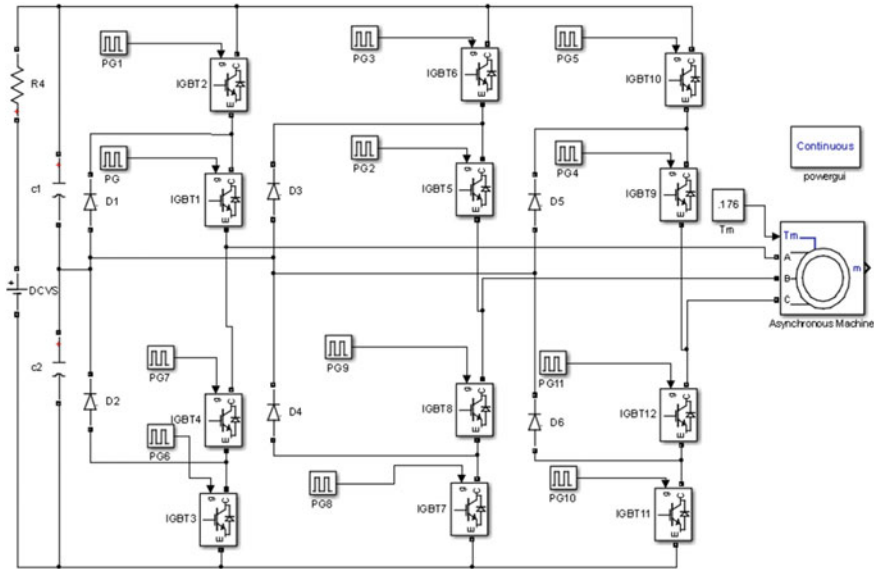 PG1
g C
IGBT2
E
PG3
g C
IGBT6
E
PG5
g C
IGBT10
E
R4
Continuous
powergui
c1
D1
PG
g C
IGBT1
E
D3
PG2
g C
IGBT5
E
D5
PG4
g C
IGBT9
E
.176
Tm
Tm
A
B
C
m
Asynchronous Machine
+
DCVS
c2
D2
PG7
g C
IGBT4
E
PG6
D4
PG9
g C
IGBT8
E
D6
PG11
g C
IGBT12
E
g C
IGBT3
E
PG8
g C
IGBT7
E
PG10
g C
IGBT11
E